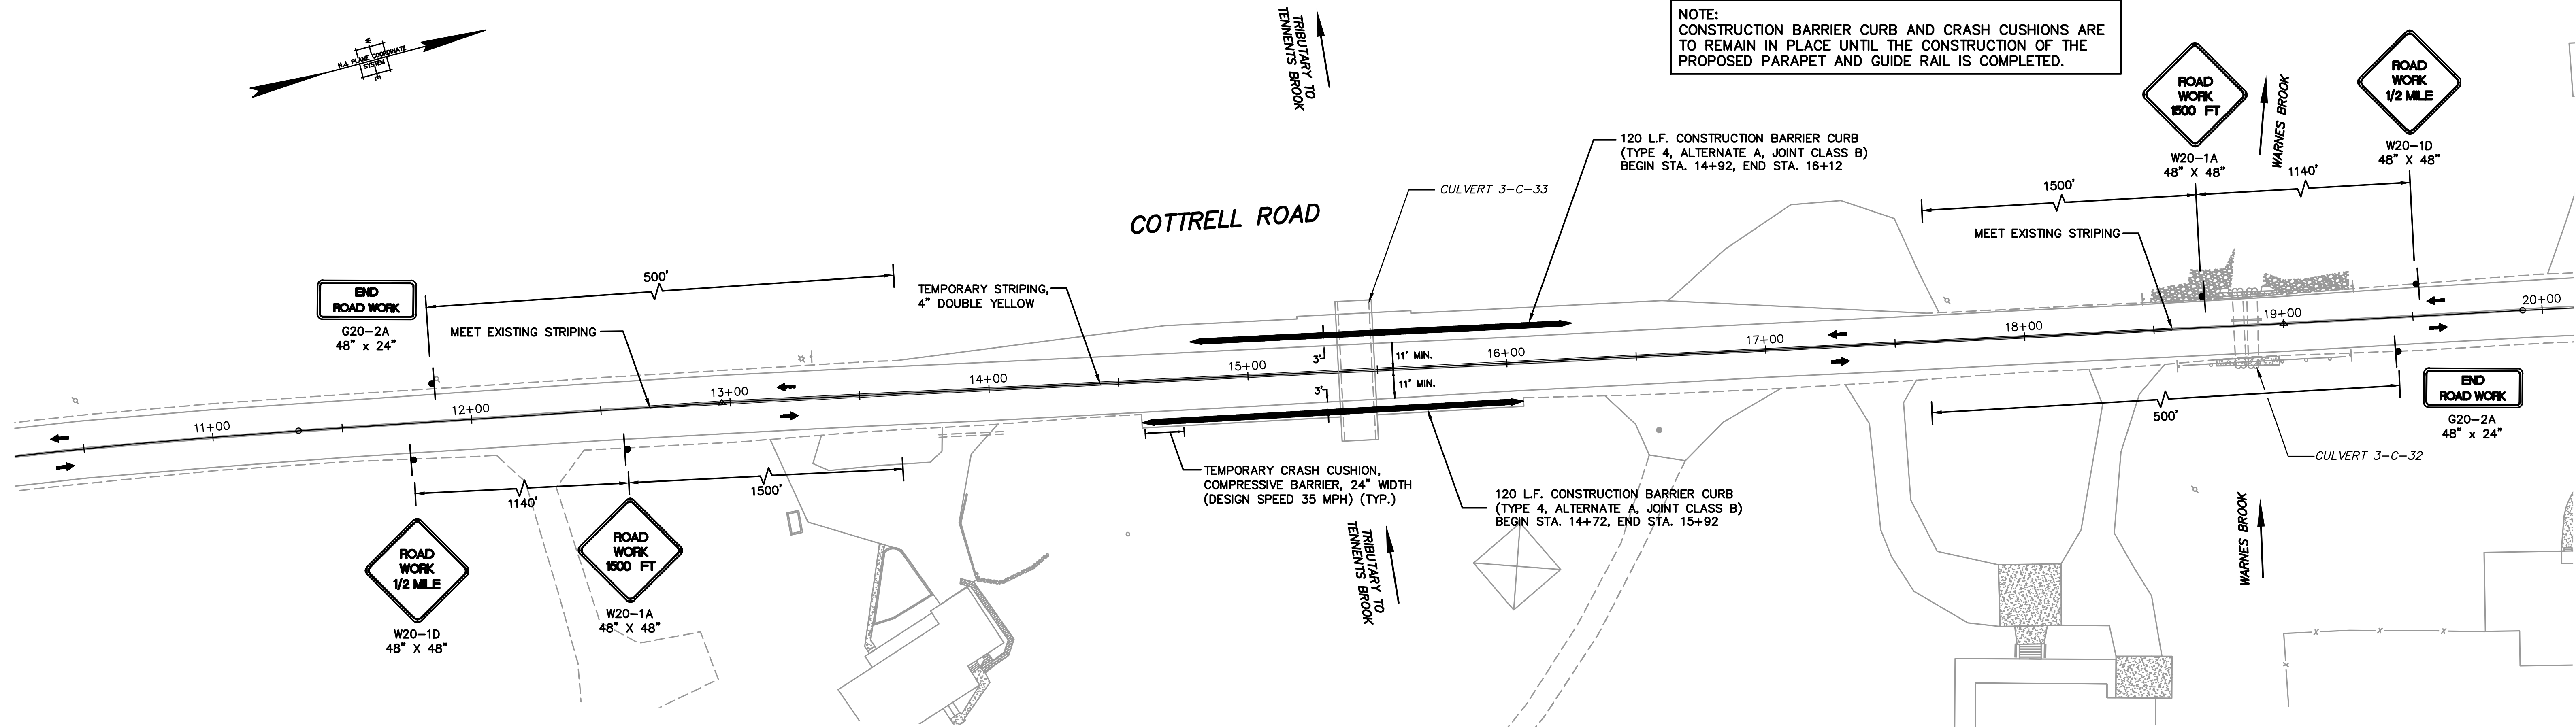 N.J. PLANE COORDINATE
SYSTEM
N
E
TRIBUTARY TO
TENNENTS BROOK
NOTE:
CONSTRUCTION BARRIER CURB AND CRASH CUSHIONS ARE
TO REMAIN IN PLACE UNTIL THE CONSTRUCTION OF THE
PROPOSED PARAPET AND GUIDE RAIL IS COMPLETED.
ROAD
WORK
1500 FT
W20-1A
48" X 48"
WARNES BROOK
ROAD
WORK
1/2 MILE
W20-1D
48" X 48"
1500'
1140'
120 L.F. CONSTRUCTION BARRIER CURB
(TYPE 4, ALTERNATE A, JOINT CLASS B)
BEGIN STA. 14+92, END STA. 16+12
CULVERT 3-C-33
COTTRELL ROAD
MEET EXISTING STRIPING
END
ROAD WORK
G20-2A
48" x 24"
500'
MEET EXISTING STRIPING
TEMPORARY STRIPING,
4" DOUBLE YELLOW
3'
11' MIN.
11' MIN.
3'
11+00
12+00
13+00
14+00
15+00
16+00
17+00
18+00
19+00
20+00
END
ROAD WORK
G20-2A
48" x 24"
500'
CULVERT 3-C-32
1140'
1500'
TEMPORARY CRASH CUSHION,
COMPRESSIVE BARRIER, 24" WIDTH
(DESIGN SPEED 35 MPH) (TYP.)
120 L.F. CONSTRUCTION BARRIER CURB
(TYPE 4, ALTERNATE A, JOINT CLASS B)
BEGIN STA. 14+72, END STA. 15+92
ROAD
WORK
1/2 MILE
W20-1D
48" X 48"
ROAD
WORK
1500 FT
W20-1A
48" X 48"
TRIBUTARY TO
TENNENTS BROOK
WARNES BROOK
X
X
X
X
X